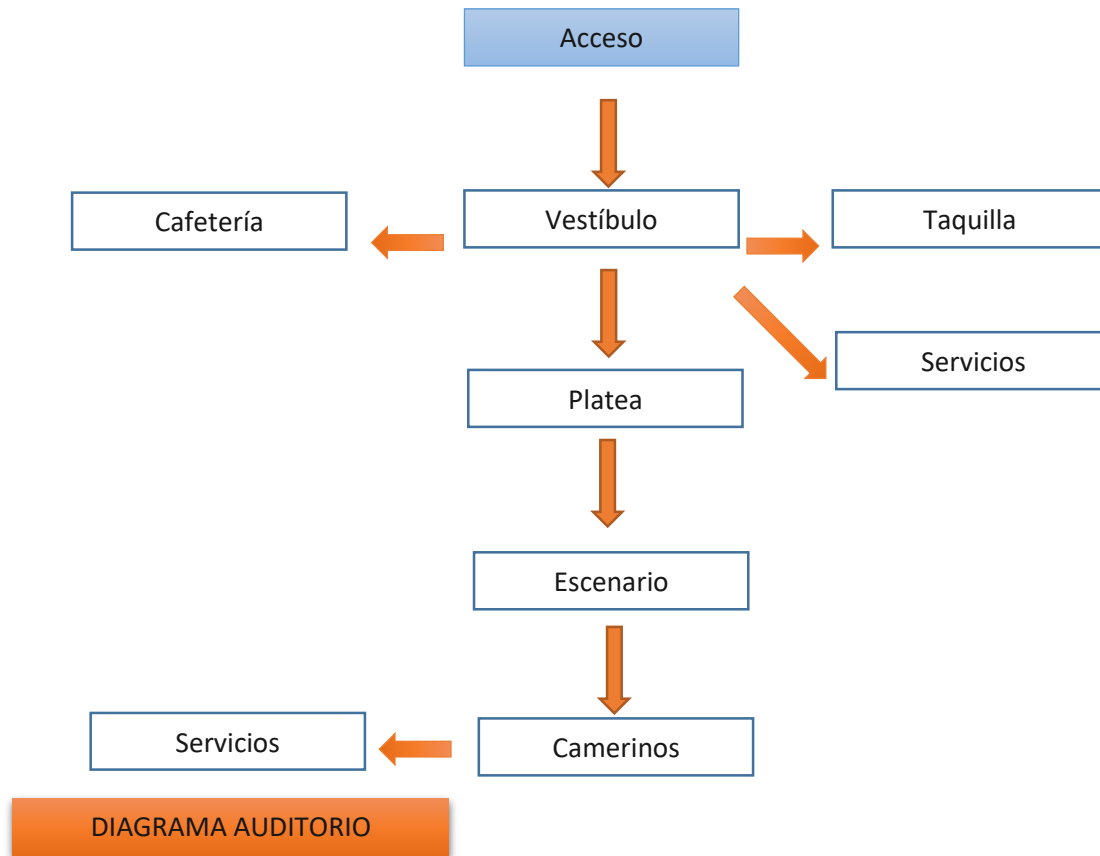 Acceso
Cafetería
Vestíbulo
Taquilla
Servicios
Platea
Escenario
Servicios
Camerinos
DIAGRAMA AUDITORIO